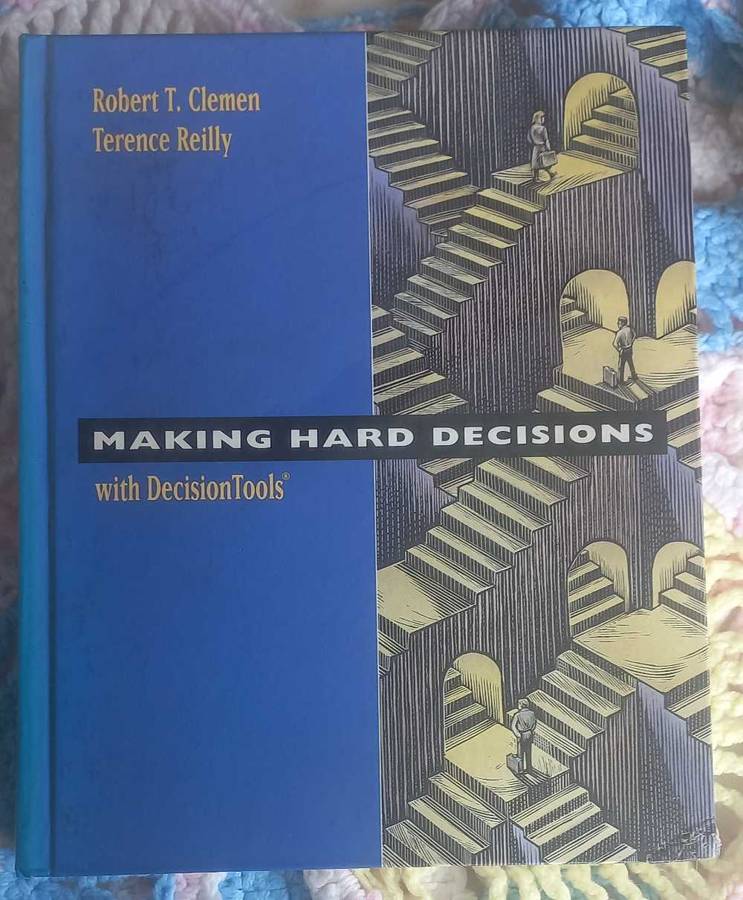 Robert T. Clemen
Terence Reilly
MAKING HARD DECISIONS
with DecisionTools®